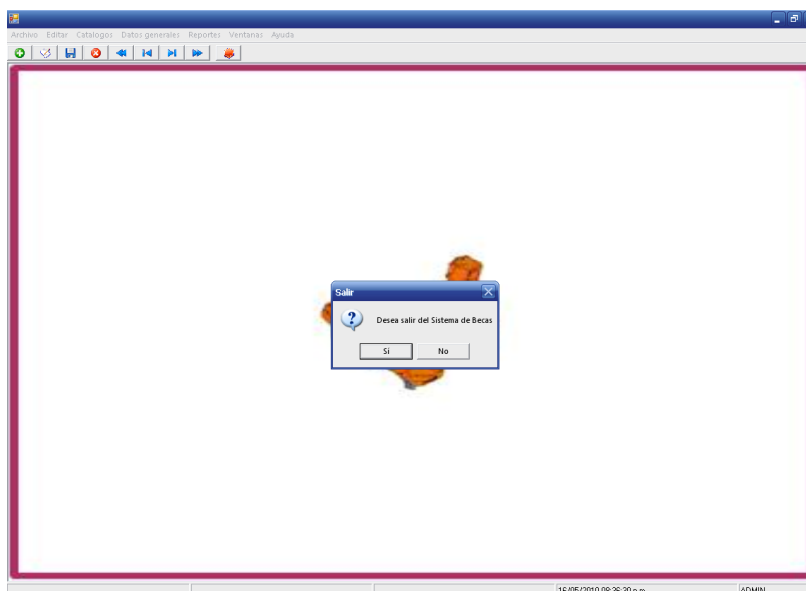 Archivo Editar Catalogos Datos generales Reportes Ventanas Ayuda
Salir
Desea salir del Sistema de Becas
Sí No
ADMIN